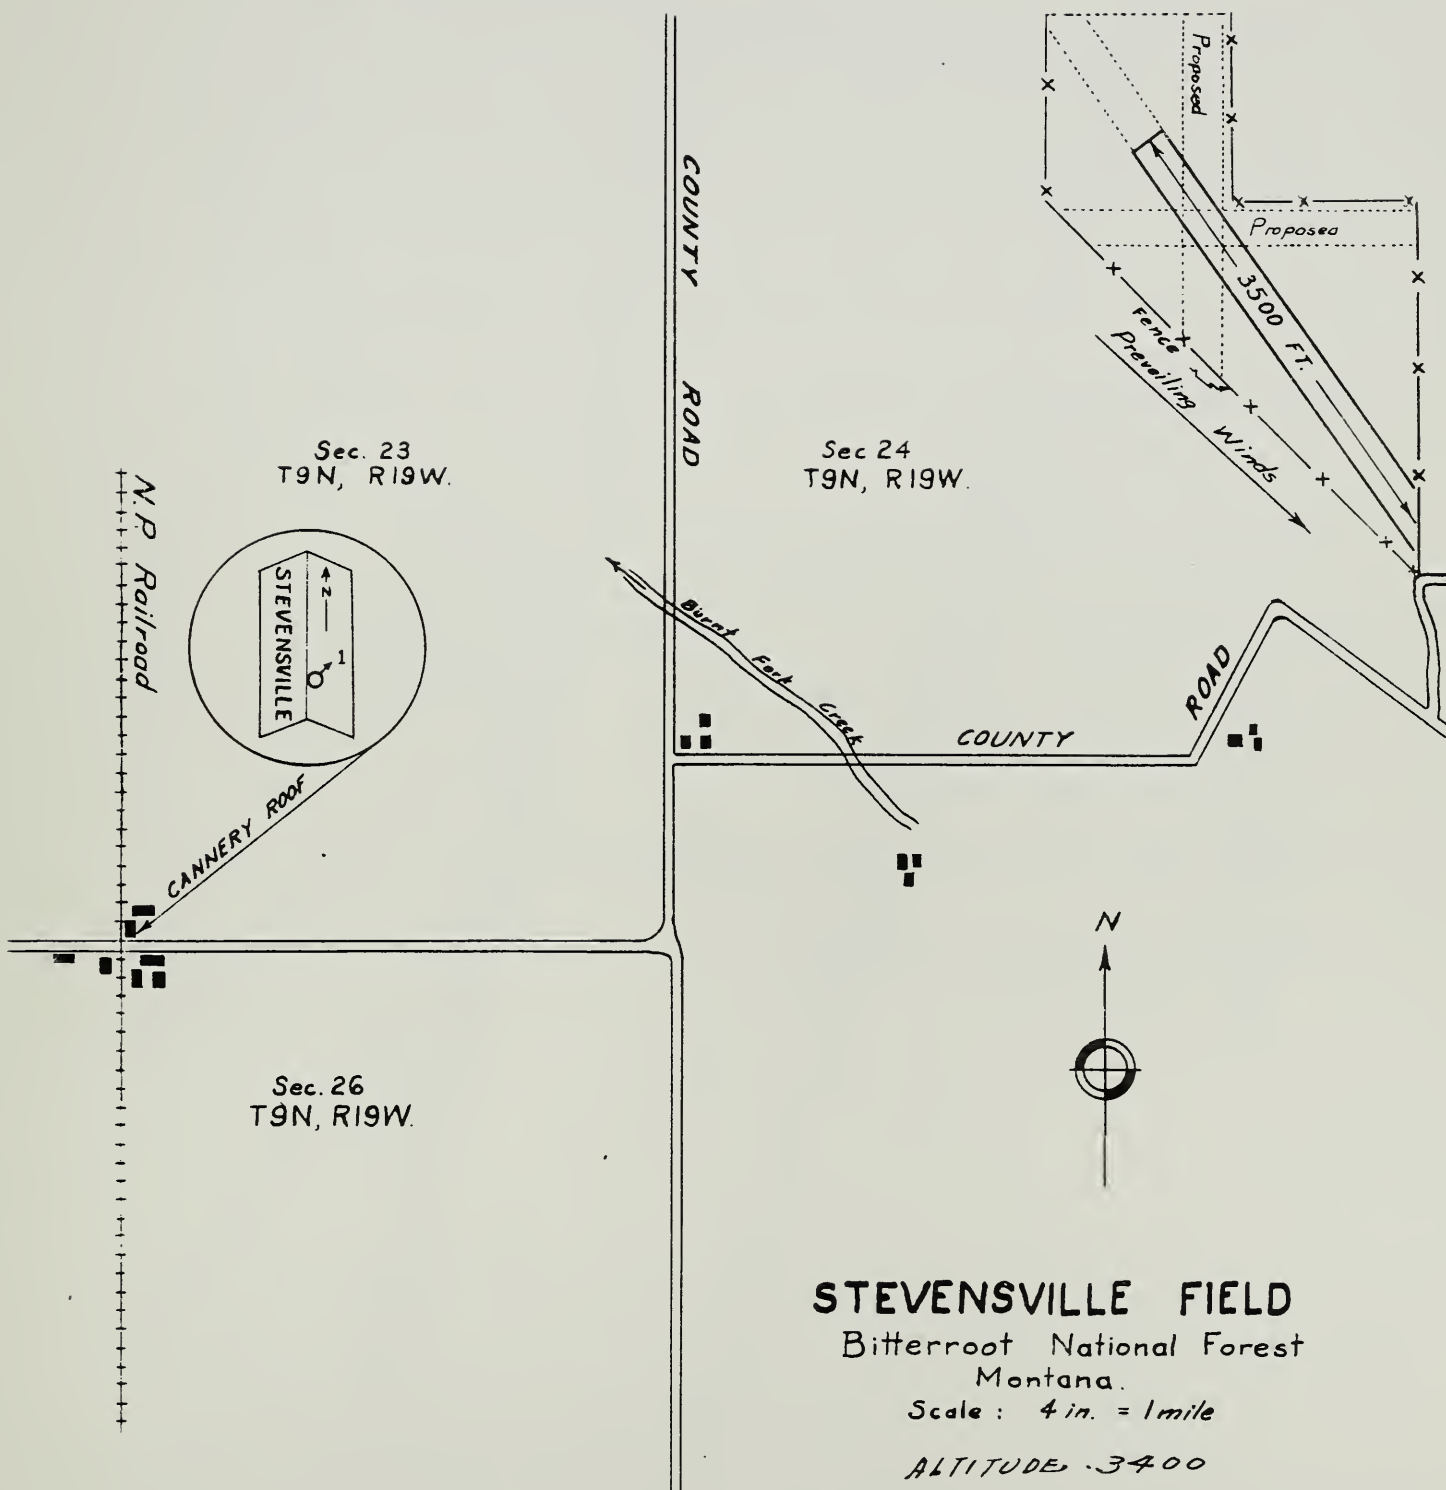 Proposed
Proposed
3500 FT.
Fence
Prevailing Winds
COUNTY ROAD
Sec. 23
T9N, R19W.
Sec 24
T9N, R19W.
N.P. Railroad
STEVENSVILLE
N
1
CANNERY ROOF
Burnt Fork Creek
COUNTY ROAD
N
Sec. 26
T9N, R19W.
STEVENSVILLE FIELD
Bitterroot National Forest
Montana.
Scale: 4 in. = 1 mile
ALTITUDE 3400